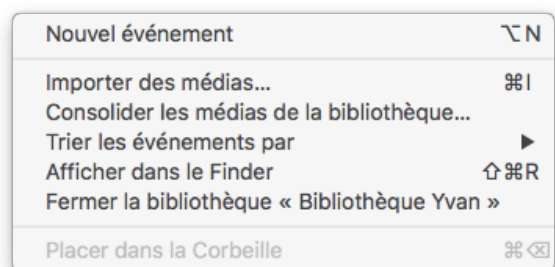 Nouvel événement ⌥N
Importer des médias... ⌘I
Consolider les médias de la bibliothèque...
Trier les événements par ▶
Afficher dans le Finder ⇧⌘R
Fermer la bibliothèque « Bibliothèque Yvan »
Placer dans la Corbeille ⌘⌫